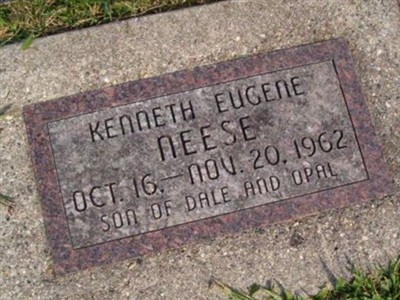 KENNETH EUGENE
NEESE
OCT. 16.—NOV. 20. 1962
SON OF DALE AND OPAL